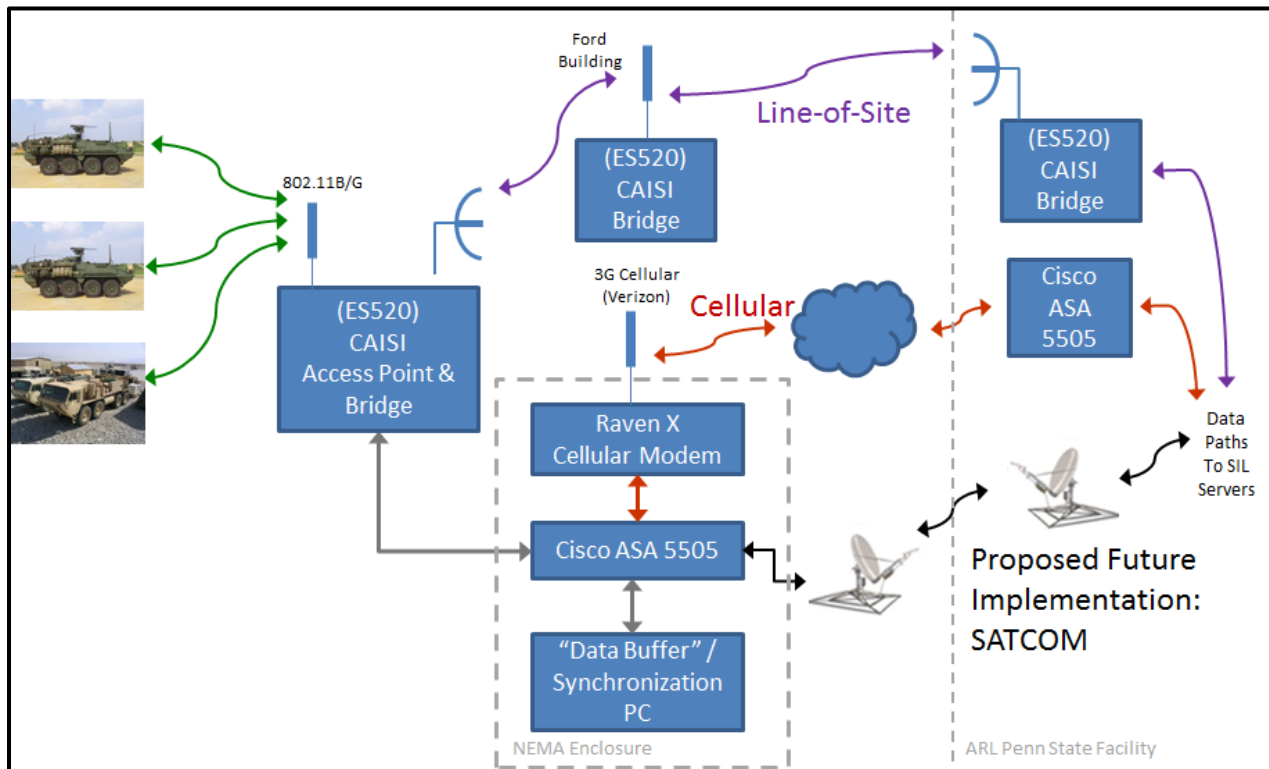 Ford
Building
Line-of-Site
(ES520)
CAISI
Bridge
(ES520)
CAISI
Bridge
802.11B/G
3G Cellular
(Verizon)
Cellular
Cisco
ASA
5505
(ES520)
CAISI
Access Point &
Bridge
Raven X
Cellular Modem
Data
Paths
To SIL
Servers
Cisco ASA 5505
Proposed Future
Implementation:
SATCOM
“Data Buffer” /
Synchronization
PC
NEMA Enclosure
ARL Penn State Facility